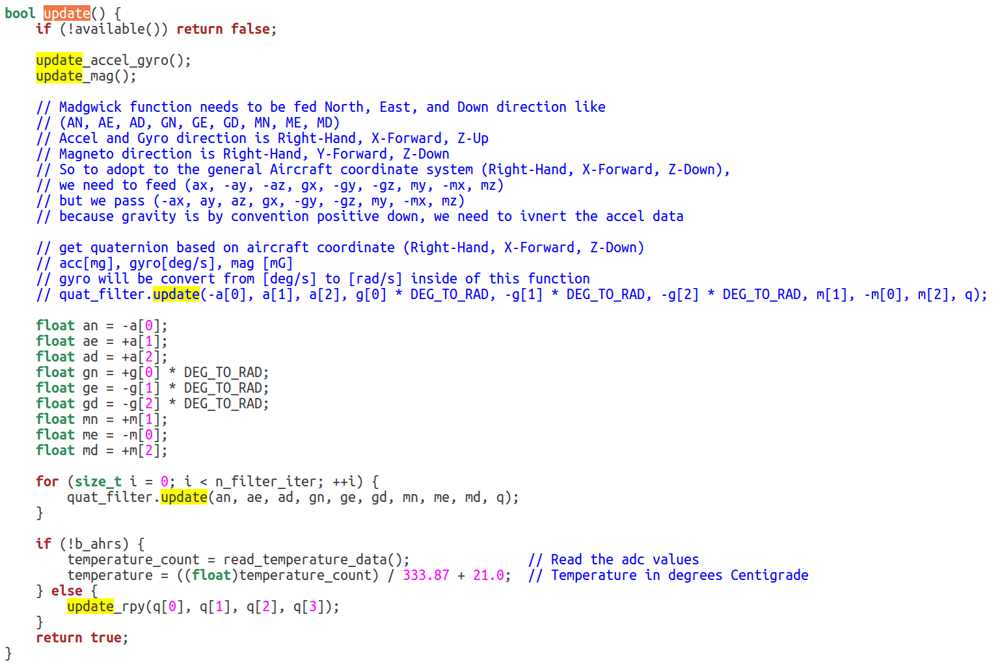 bool update() {
    if (!available()) return false;

    update_accel_gyro();
    update_mag();

    // Madgwick function needs to be fed North, East, and Down direction like
    // (AN, AE, AD, GN, GE, GD, MN, ME, MD)
    // Accel and Gyro direction is Right-Hand, X-Forward, Z-Up
    // Magneto direction is Right-Hand, Y-Forward, Z-Down
    // So to adopt to the general Aircraft coordinate system (Right-Hand, X-Forward, Z-Down),
    // we need to feed (ax, -ay, -az, gx, -gy, -gz, my, -mx, mz)
    // but we pass (-ax, ay, az, gx, -gy, -gz, my, -mx, mz)
    // because gravity is by convention positive down, we need to ivnert the accel data

    // get quaternion based on aircraft coordinate (Right-Hand, X-Forward, Z-Down)
    // acc[mg], gyro[deg/s], mag [mG]
    // gyro will be convert from [deg/s] to [rad/s] inside of this function
    // quat_filter.update(-a[0], a[1], a[2], g[0] * DEG_TO_RAD, -g[1] * DEG_TO_RAD, -g[2] * DEG_TO_RAD, m[1], -m[0], m[2], q);

    float an = -a[0];
    float ae = +a[1];
    float ad = +a[2];
    float gn = +g[0] * DEG_TO_RAD;
    float ge = -g[1] * DEG_TO_RAD;
    float gd = -g[2] * DEG_TO_RAD;
    float mn = +m[1];
    float me = -m[0];
    float md = +m[2];

    for (size_t i = 0; i < n_filter_iter; ++i) {
        quat_filter.update(an, ae, ad, gn, ge, gd, mn, me, md, q);
    }

    if (!b_ahrs) {
        temperature_count = read_temperature_data();               // Read the adc values
        temperature = ((float)temperature_count) / 333.87 + 21.0;  // Temperature in degrees Centigrade
    } else {
        update_rpy(q[0], q[1], q[2], q[3]);
    }
    return true;
}